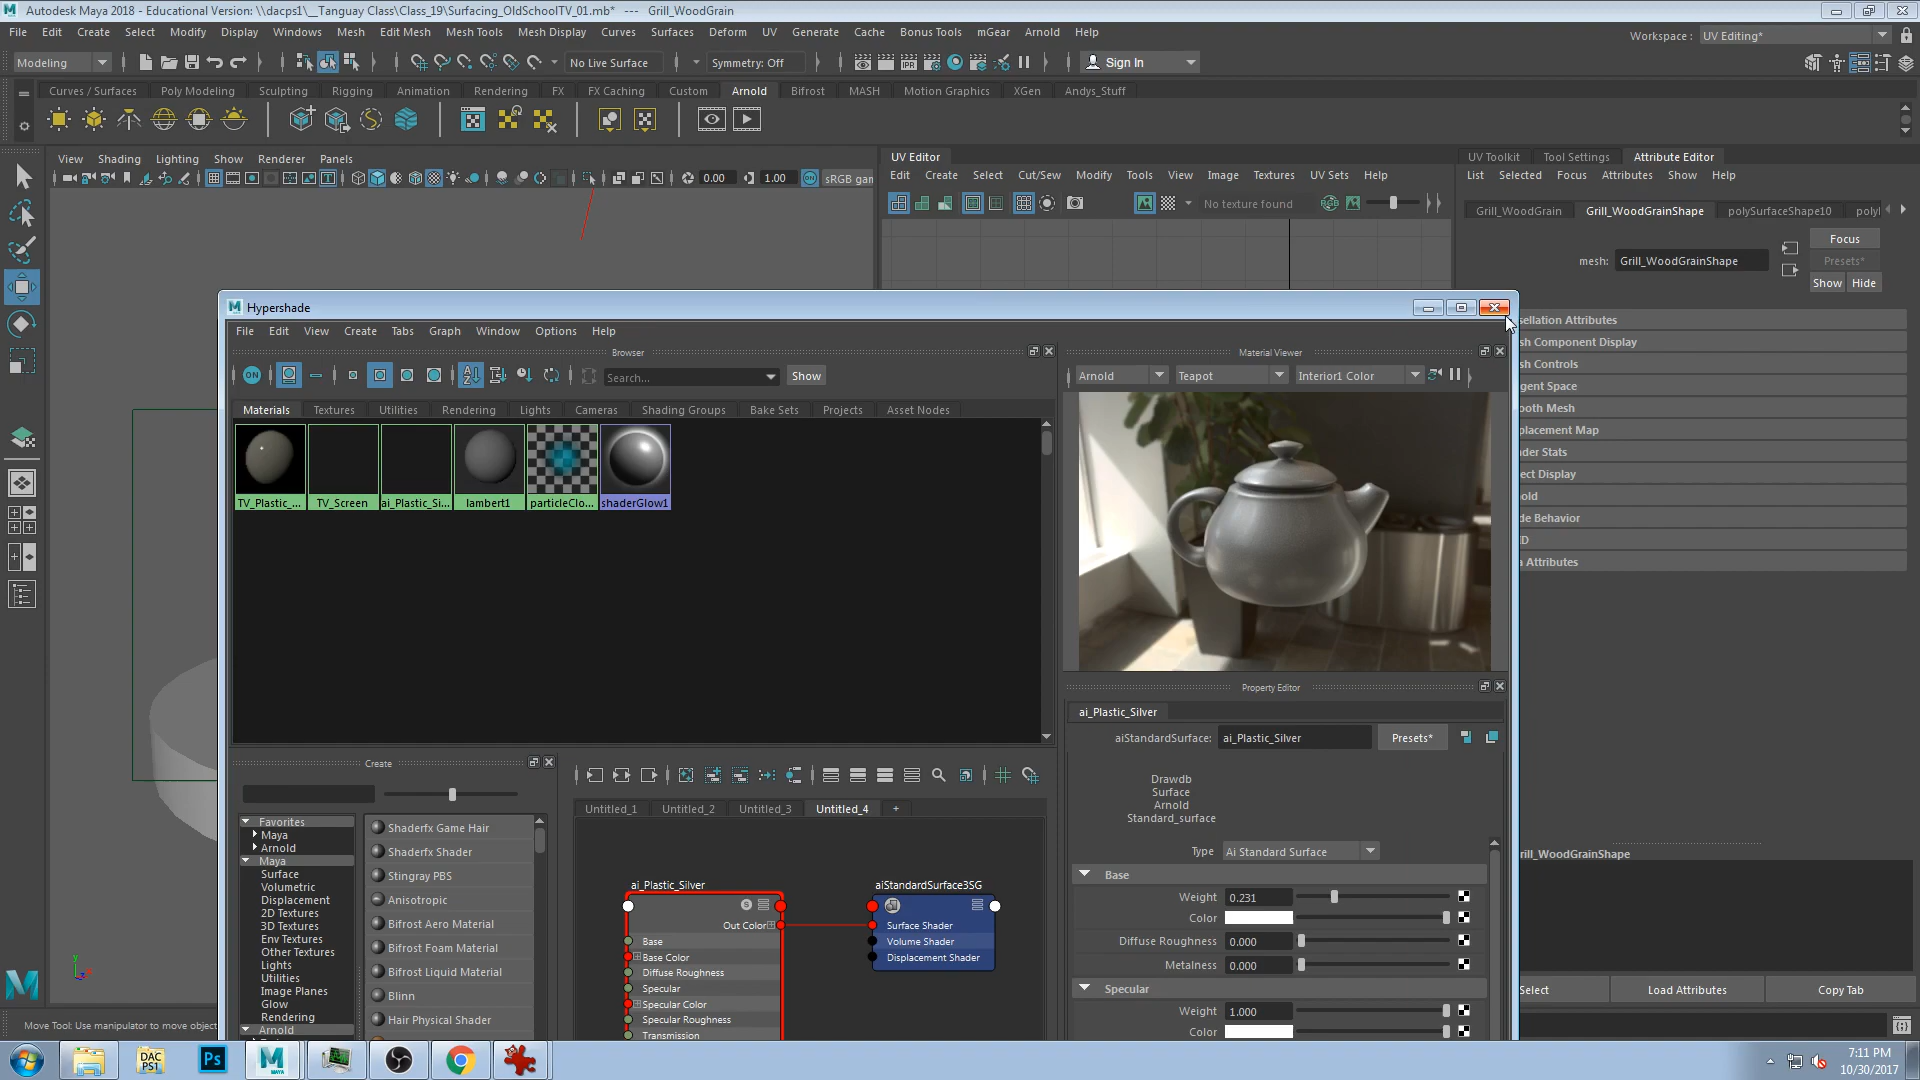 Autodesk Maya 2018 - Educational Version: \\dacps1\__Tanguay Class\Class_19\Surfacing_OldSchoolTV_01.mb*   ---   Grill_WoodGrain
File Edit Create Select Modify Display Windows Mesh Edit Mesh Mesh Tools Mesh Display Curves Surfaces Deform UV Generate Cache Bonus Tools mGear Arnold Help
Workspace : UV Editing*
Modeling No Live Surface Symmetry: Off Sign In
Curves / Surfaces Poly Modeling Sculpting Rigging Animation Rendering FX FX Caching Custom Arnold Bifrost MASH Motion Graphics XGen Andys_Stuff
View Shading Lighting Show Renderer Panels
0.00 1.00 sRGB gam
UV Editor
Edit Create Select Cut/Sew Modify Tools View Image Textures UV Sets Help
No texture found
UV Toolkit Tool Settings Attribute Editor
List Selected Focus Attributes Show Help
Grill_WoodGrain Grill_WoodGrainShape polySurfaceShape10 polyl
Focus
mesh: Grill_WoodGrainShape
Presets*
Show Hide
sellation Attributes
sh Component Display
sh Controls
gent Space
ooth Mesh
placement Map
der Stats
ect Display
old
de Behavior
D
a Attributes
rill_WoodGrainShape
Select Load Attributes Copy Tab
Hypershade
File Edit View Create Tabs Graph Window Options Help
Browser
ON Search... Show
Materials Textures Utilities Rendering Lights Cameras Shading Groups Bake Sets Projects Asset Nodes
TV_Plastic_... TV_Screen ai_Plastic_Si... lambert1 particleClo... shaderGlow1
Material Viewer
Arnold Teapot Interior1 Color
Property Editor
ai_Plastic_Silver
aiStandardSurface: ai_Plastic_Silver Presets*
Drawdb
Surface
Arnold
Standard_surface
Type Ai Standard Surface
Base
Weight 0.231
Color
Diffuse Roughness 0.000
Metalness 0.000
Specular
Weight 1.000
Color
Create
Favorites
Maya
Arnold
Maya
Surface
Volumetric
Displacement
2D Textures
3D Textures
Env Textures
Other Textures
Lights
Utilities
Image Planes
Glow
Rendering
Arnold
Shaderfx Game Hair
Shaderfx Shader
Stingray PBS
Anisotropic
Bifrost Aero Material
Bifrost Foam Material
Bifrost Liquid Material
Blinn
Hair Physical Shader
Untitled_1 Untitled_2 Untitled_3 Untitled_4 +
ai_Plastic_Silver
Out Color
Base
Base Color
Diffuse Roughness
Specular
Specular Color
Specular Roughness
Transmission
aiStandardSurface3SG
Surface Shader
Volume Shader
Displacement Shader
Move Tool: Use manipulator to move object
DAC
PS1
Ps
MAYA
7:11 PM
10/30/2017